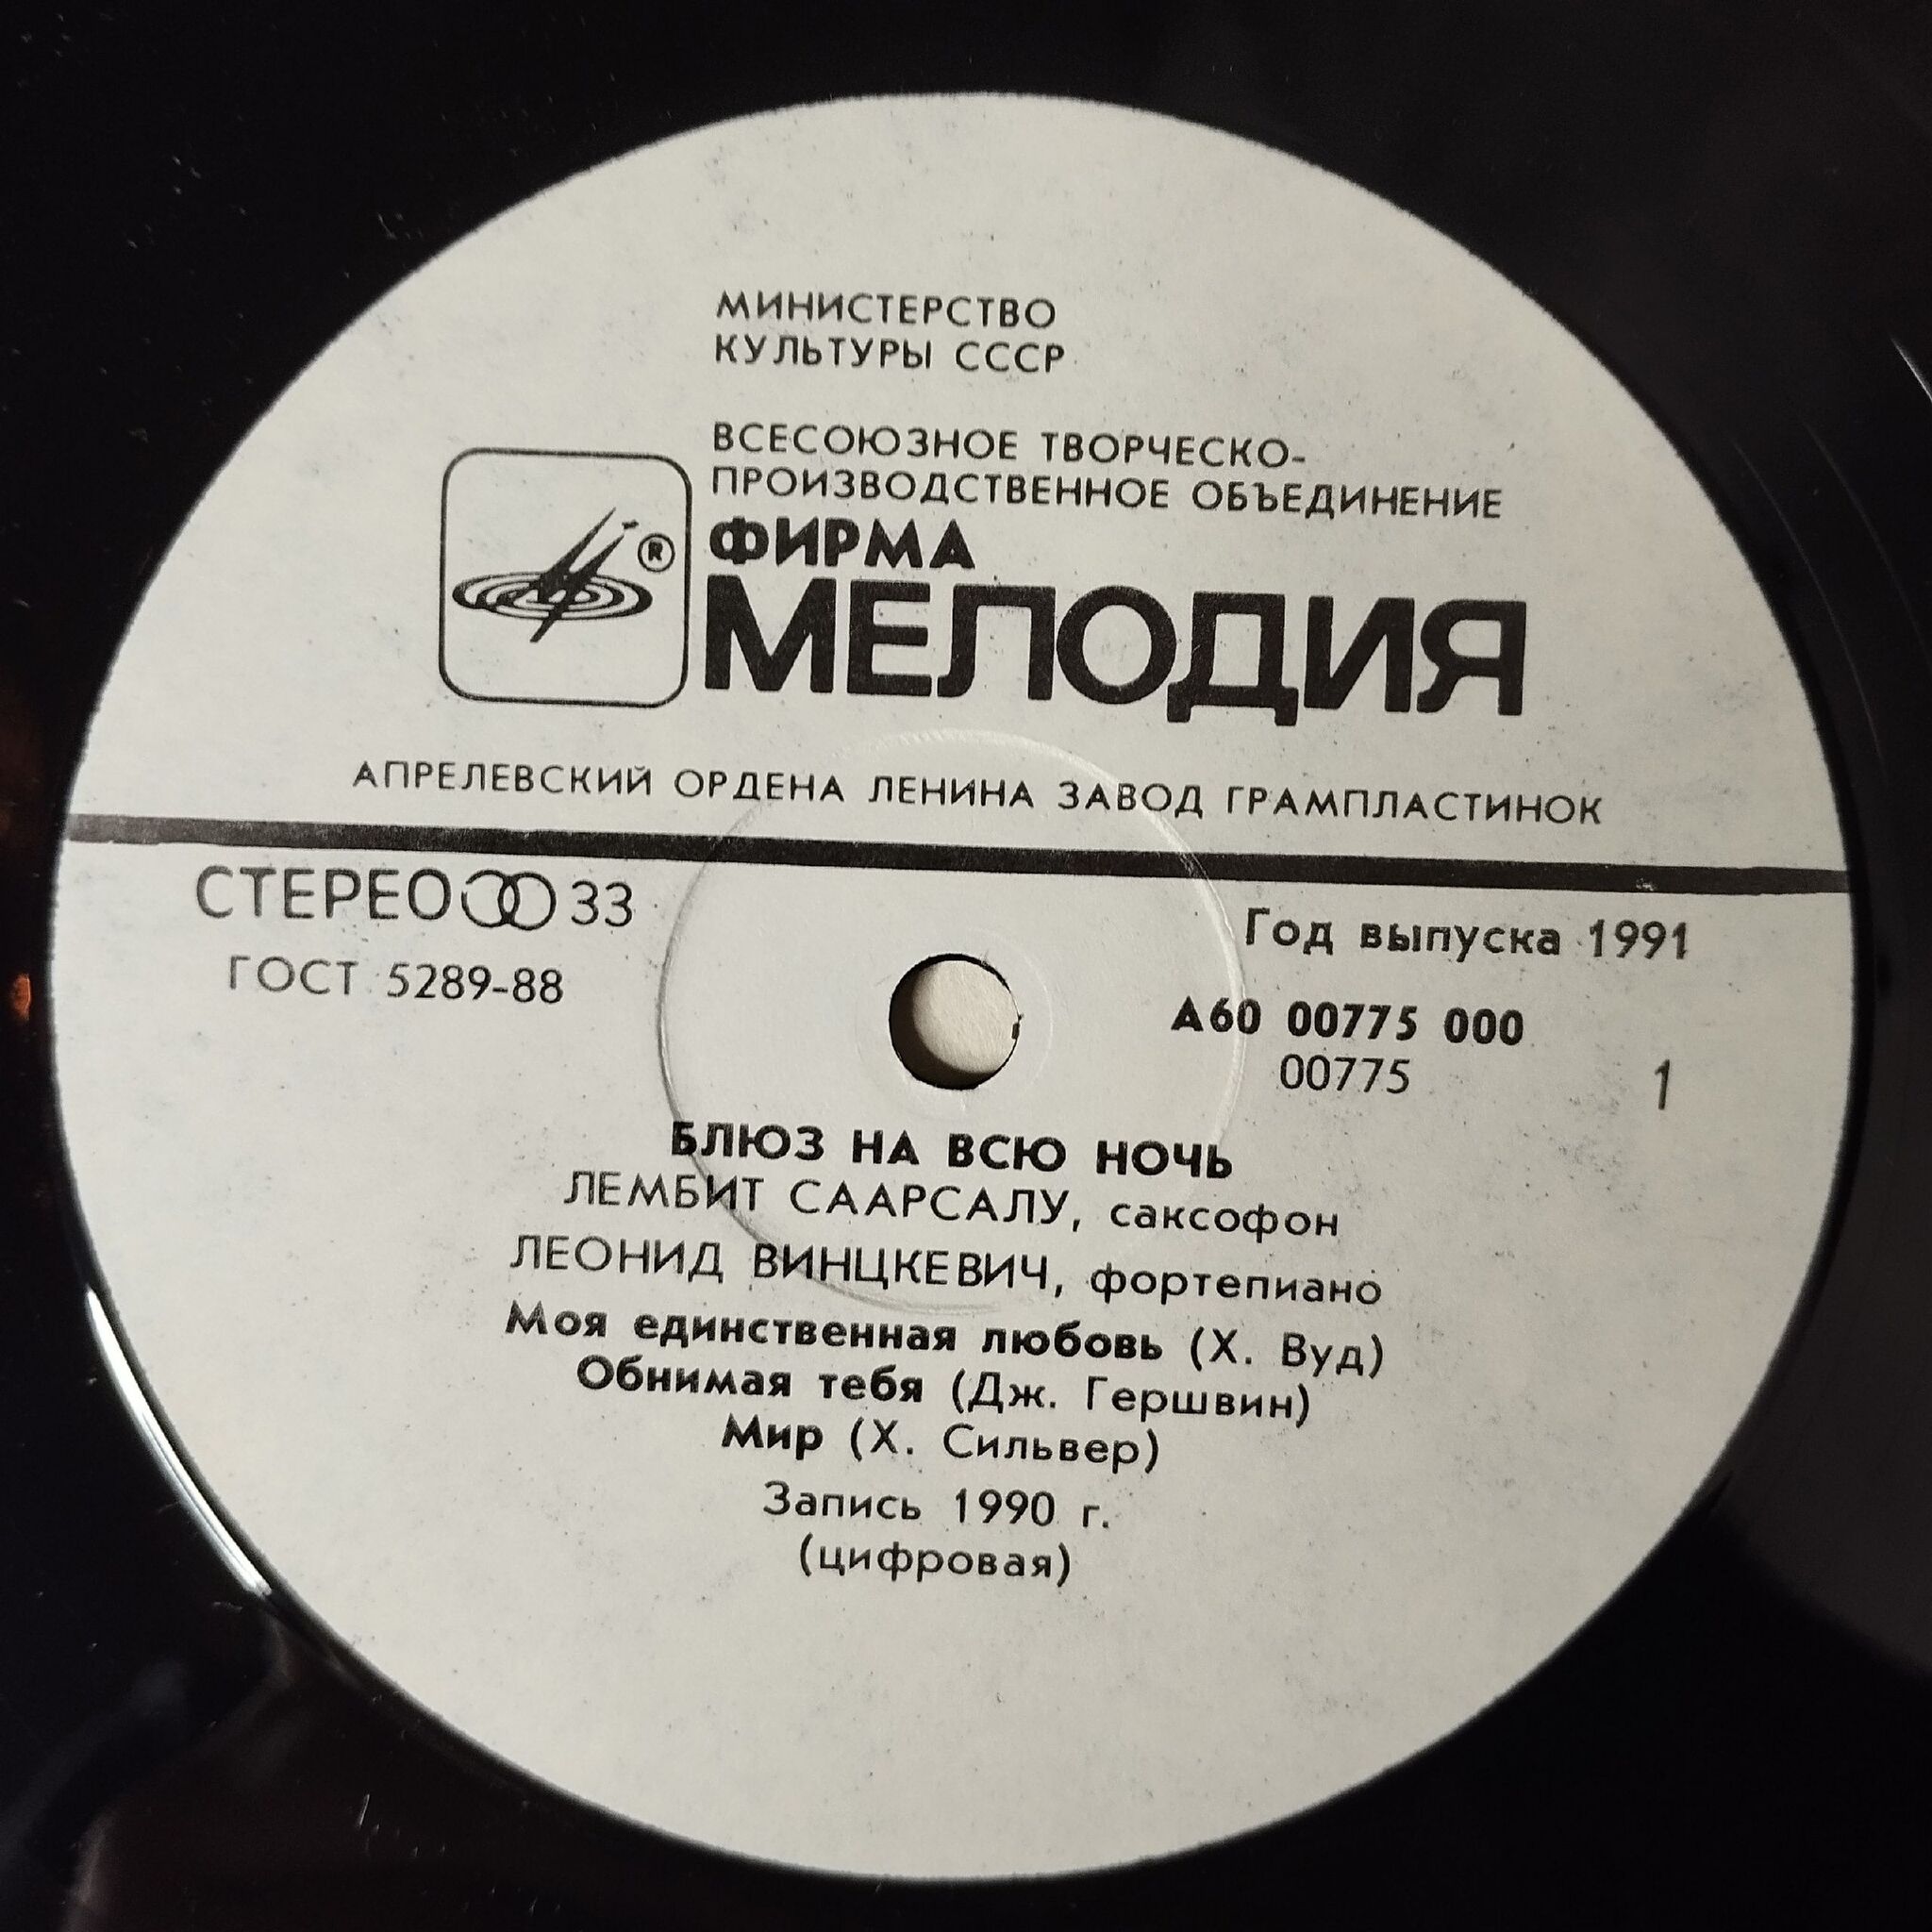 МИНИСТЕРСТВО
КУЛЬТУРЫ СССР
ВСЕСОЮЗНОЕ ТВОРЧЕСКО-
ПРОИЗВОДСТВЕННОЕ ОБЪЕДИНЕНИЕ
®
ФИРМА
МЕЛОДИЯ
АПРЕЛЕВСКИЙ ОРДЕНА ЛЕНИНА ЗАВОД ГРАМПЛАСТИНОК
СТЕРЕО 33
ГОСТ 5289-88
Год выпуска 1991
А60 00775 000
00775
1
БЛЮЗ НА ВСЮ НОЧЬ
ЛЕМБИТ СААРСАЛУ, саксофон
ЛЕОНИД ВИНЦКЕВИЧ, фортепиано
Моя единственная любовь (Х. Вуд)
Обнимая тебя (Дж. Гершвин)
Мир (Х. Сильвер)
Запись 1990 г.
(цифровая)